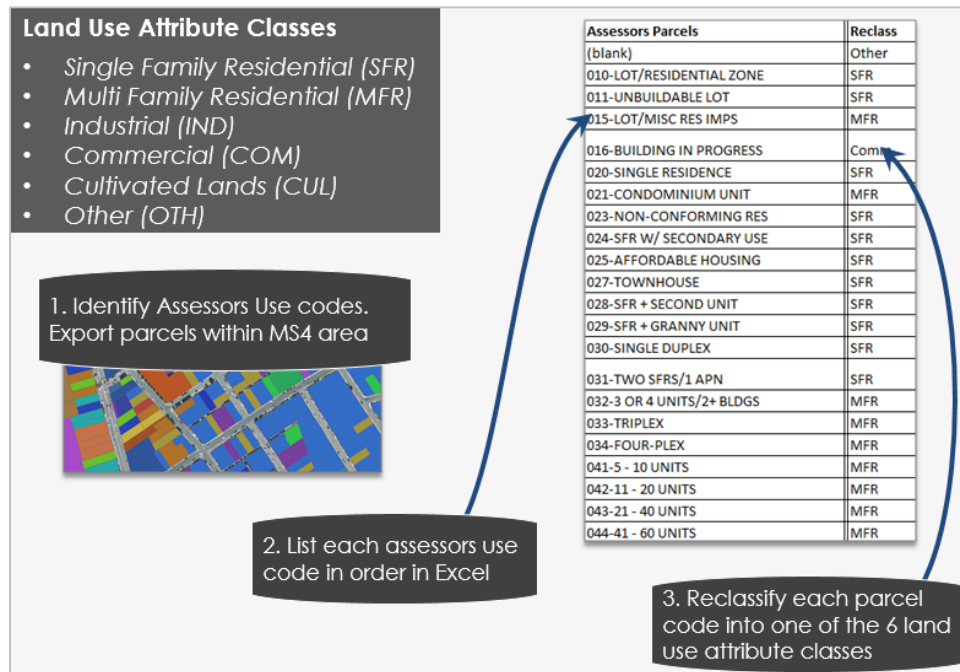 Land Use Attribute Classes
• Single Family Residential (SFR)
• Multi Family Residential (MFR)
• Industrial (IND)
• Commercial (COM)
• Cultivated Lands (CUL)
• Other (OTH)
1. Identify Assessors Use codes.
Export parcels within MS4 area
2. List each assessors use
code in order in Excel
Assessors Parcels Reclass
(blank) Other
010-LOT/RESIDENTIAL ZONE SFR
011-UNBUILDABLE LOT SFR
015-LOT/MISC RES IMPS MFR
016-BUILDING IN PROGRESS Comm
020-SINGLE RESIDENCE SFR
021-CONDOMINIUM UNIT MFR
023-NON-CONFORMING RES SFR
024-SFR W/ SECONDARY USE SFR
025-AFFORDABLE HOUSING SFR
027-TOWNHOUSE SFR
028-SFR + SECOND UNIT SFR
029-SFR + GRANNY UNIT SFR
030-SINGLE DUPLEX SFR
031-TWO SFRS/1 APN SFR
032-3 OR 4 UNITS/2+ BLDGS MFR
033-TRIPLEX MFR
034-FOUR-PLEX MFR
041-5 - 10 UNITS MFR
042-11 - 20 UNITS MFR
043-21 - 40 UNITS MFR
044-41 - 60 UNITS MFR
3. Reclassify each parcel
code into one of the 6 land
use attribute classes